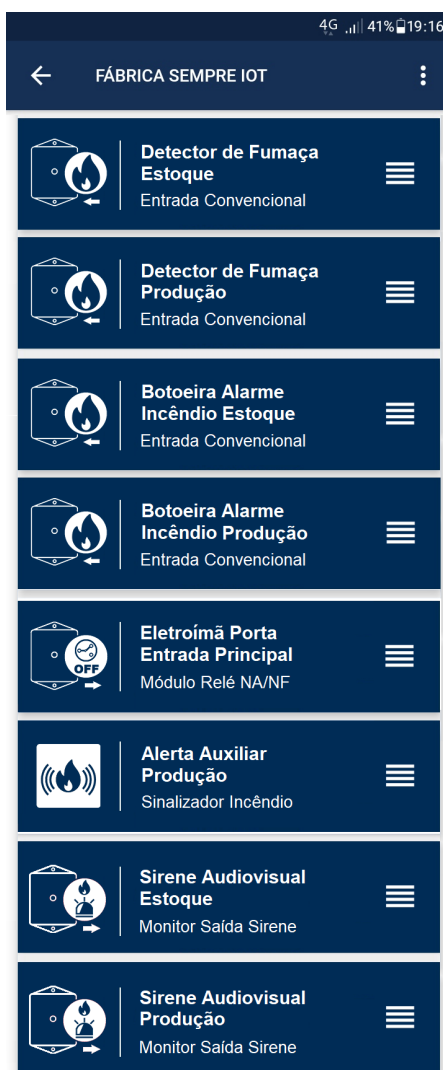 4G 41% 19:16
FÁBRICA SEMPRE IOT
Detector de Fumaça
Estoque
Entrada Convencional
Detector de Fumaça
Produção
Entrada Convencional
Botoeira Alarme
Incêndio Estoque
Entrada Convencional
Botoeira Alarme
Incêndio Produção
Entrada Convencional
OFF
Eletroímã Porta
Entrada Principal
Módulo Relé NA/NF
Alerta Auxiliar
Produção
Sinalizador Incêndio
Sirene Audiovisual
Estoque
Monitor Saída Sirene
Sirene Audiovisual
Produção
Monitor Saída Sirene